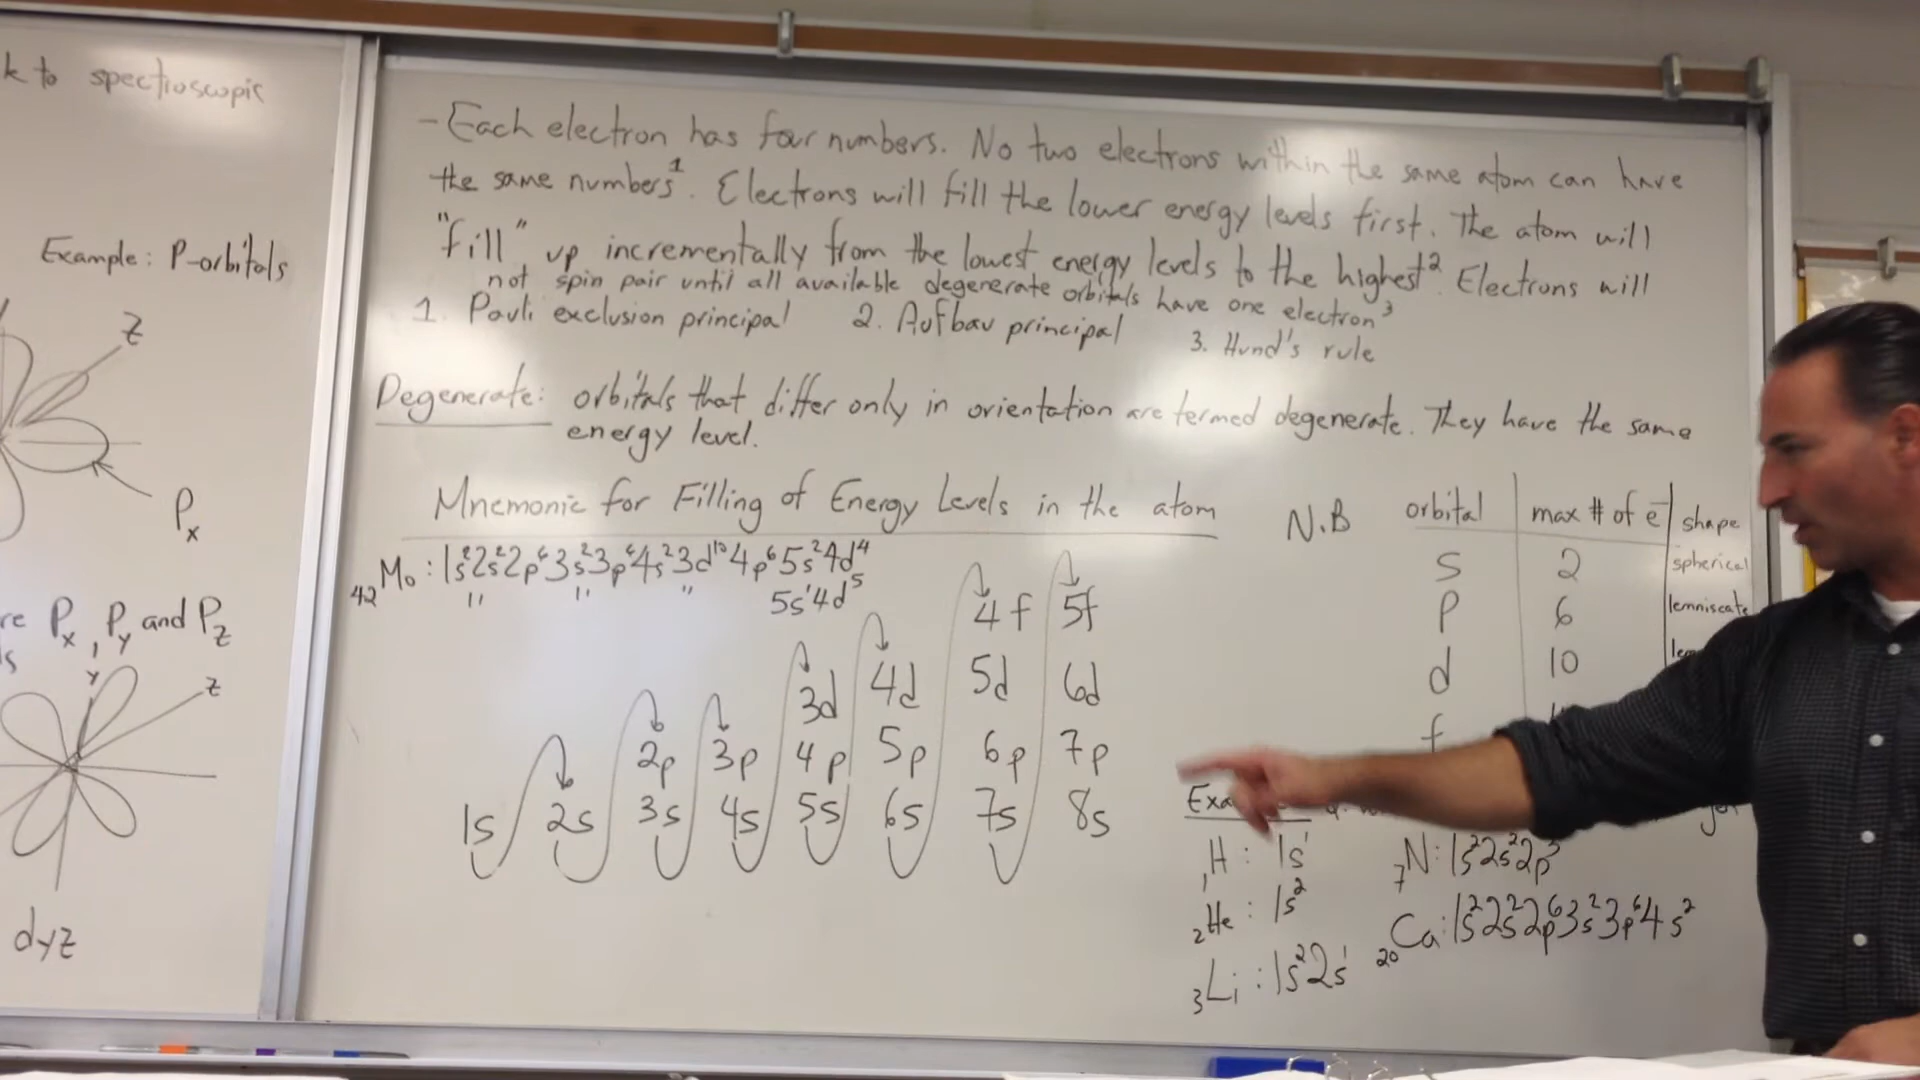 k to spectroscopic
Example: P-orbitals
Z
Px
re Px, Py and Pz
s
y
z
dyz
- Each electron has four numbers. No two electrons within the same atom can have
the same numbers¹. Electrons will fill the lower energy levels first. The atom will
"fill" up incrementally from the lowest energy levels to the highest². Electrons will
not spin pair until all available degenerate orbitals have one electron³
1. Pauli exclusion principal 2. Aufbau principal 3. Hund's rule
Degenerate: orbitals that differ only in orientation are termed degenerate. They have the same
energy level.
Mnemonic for Filling of Energy Levels in the atom
₄₂Mo: 1s²2s²2p⁶3s²3p⁶4s²3d¹⁰4p⁶5s²4d⁴
" " " 5s¹4d⁵
4f 5f
3d 4d 5d 6d
2p 3p 4p 5p 6p 7p
1s 2s 3s 4s 5s 6s 7s 8s
N.B orbital max # of e⁻ shape
s 2 spherical
p 6 lemniscate
d 10
f
Exa
₁H: 1s¹
₂He: 1s²
₃Li: 1s²2s¹
₇N: 1s²2s²2p³
₂₀Ca: 1s²2s²2p⁶3s²3p⁶4s²